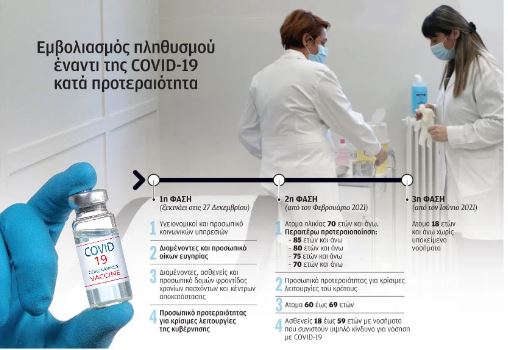 Εμβολιασμός πληθυσμού
έναντι της COVID-19
κατά προτεραιότητα
1η ΦΑΣΗ
(ξεκινάει στις 27 Δεκεμβρίου)
1 Υγειονομικοί και προσωπικό
κοινωνικών υπηρεσιών
2 Διαμένοντες και προσωπικό
οίκων ευγηρίας
3 Διαμένοντες, ασθενείς και
προσωπικό δομών φροντίδας
χρονίων πασχόντων και κέντρων
αποκατάστασης
4 Προσωπικό προτεραιότητας
για κρίσιμες λειτουργίες
της κυβέρνησης
2η ΦΑΣΗ
(από τον Φεβρουάριο 2021)
1 Ατομα ηλικίας 70 ετών και άνω.
Περαιτέρω προτεραιοποίηση:
- 85 ετών και άνω
- 80 ετών και άνω
- 75 ετών και άνω
- 70 ετών και άνω
2 Προσωπικό προτεραιότητας για κρίσιμες
λειτουργίες του κράτους
3 Ατομα 60 έως 69 ετών
4 Ασθενείς 18 έως 59 ετών με νοσήματα
που συνιστούν υψηλό κίνδυνο για νόσηση
με COVID-19
3η ΦΑΣΗ
(από τον Ιούνιο 2021)
Ατομα 18 ετών
και άνω χωρίς
υποκείμενα
νοσήματα
COVID
19
CORONAVIRUS
VACCINE